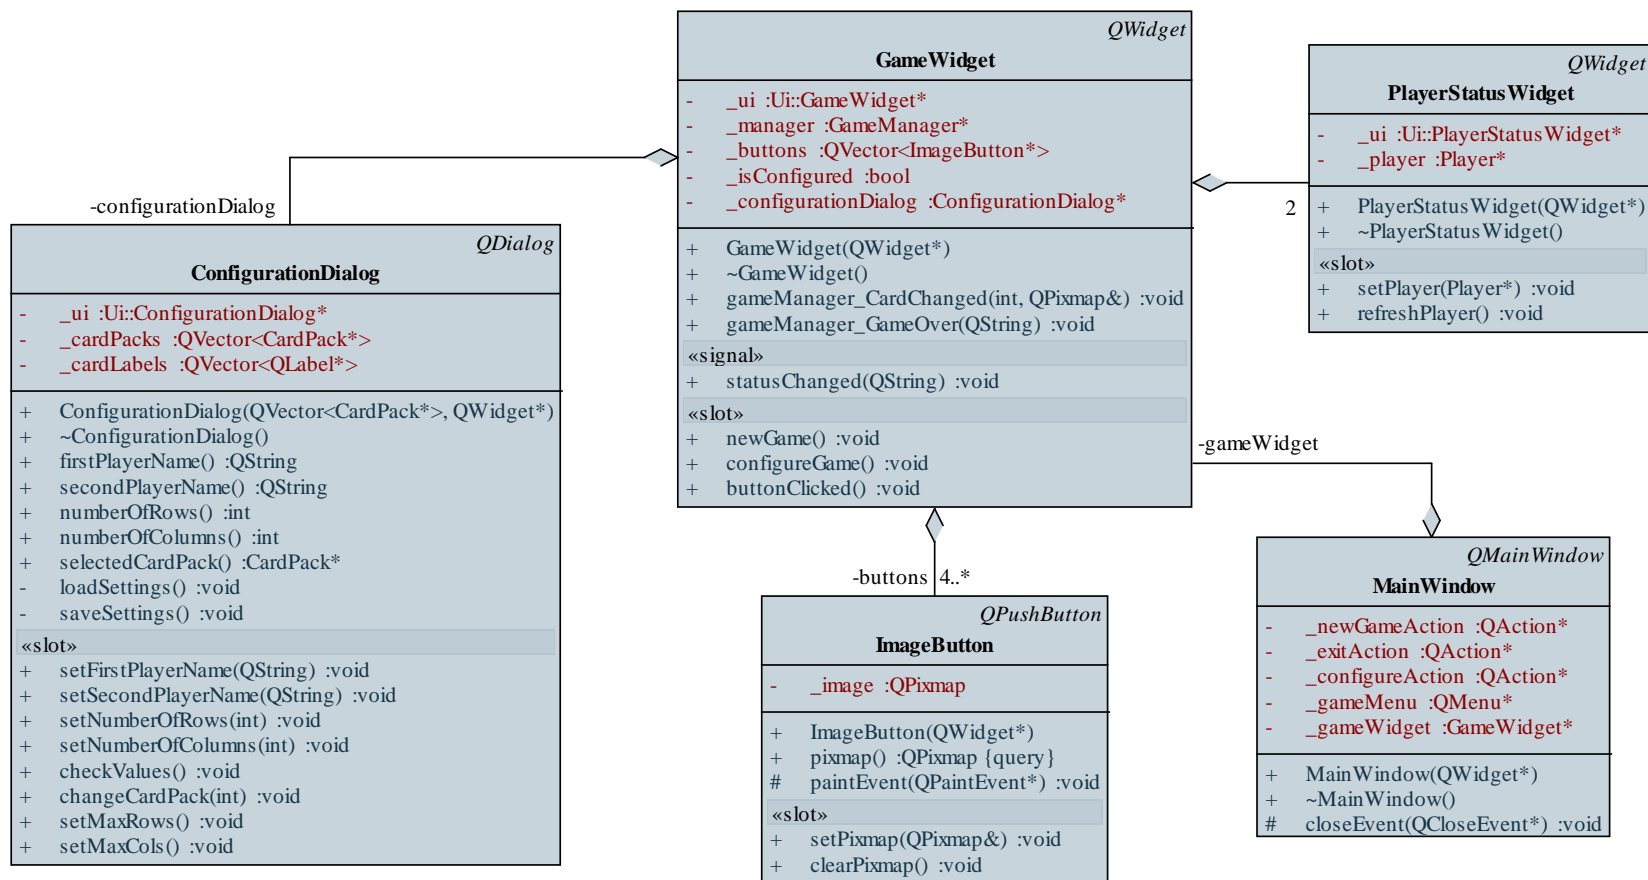 QWidget
GameWidget
- _ui :Ui::GameWidget*
- _manager :GameManager*
- _buttons :QVector<ImageButton*>
- _isConfigured :bool
- _configurationDialog :ConfigurationDialog*
+ GameWidget(QWidget*)
+ ~GameWidget()
+ gameManager_CardChanged(int, QPixmap&) :void
+ gameManager_GameOver(QString) :void
«signal»
+ statusChanged(QString) :void
«slot»
+ newGame() :void
+ configureGame() :void
+ buttonClicked() :void
QWidget
PlayerStatusWidget
- _ui :Ui::PlayerStatusWidget*
- _player :Player*
+ PlayerStatusWidget(QWidget*)
+ ~PlayerStatusWidget()
«slot»
+ setPlayer(Player*) :void
+ refreshPlayer() :void
2
-configurationDialog
QDialog
ConfigurationDialog
- _ui :Ui::ConfigurationDialog*
- _cardPacks :QVector<CardPack*>
- _cardLabels :QVector<QLabel*>
+ ConfigurationDialog(QVector<CardPack*>, QWidget*)
+ ~ConfigurationDialog()
+ firstPlayerName() :QString
+ secondPlayerName() :QString
+ numberOfRows() :int
+ numberOfColumns() :int
+ selectedCardPack() :CardPack*
- loadSettings() :void
- saveSettings() :void
«slot»
+ setFirstPlayerName(QString) :void
+ setSecondPlayerName(QString) :void
+ setNumberOfRows(int) :void
+ setNumberOfColumns(int) :void
+ checkValues() :void
+ changeCardPack(int) :void
+ setMaxRows() :void
+ setMaxCols() :void
-buttons 4..*
QPushButton
ImageButton
- _image :QPixmap
+ ImageButton(QWidget*)
+ pixmap() :QPixmap {query}
# paintEvent(QPaintEvent*) :void
«slot»
+ setPixmap(QPixmap&) :void
+ clearPixmap() :void
-gameWidget
QMainWindow
MainWindow
- _newGameAction :QAction*
- _exitAction :QAction*
- _configureAction :QAction*
- _gameMenu :QMenu*
- _gameWidget :GameWidget*
+ MainWindow(QWidget*)
+ ~MainWindow()
# closeEvent(QCloseEvent*) :void